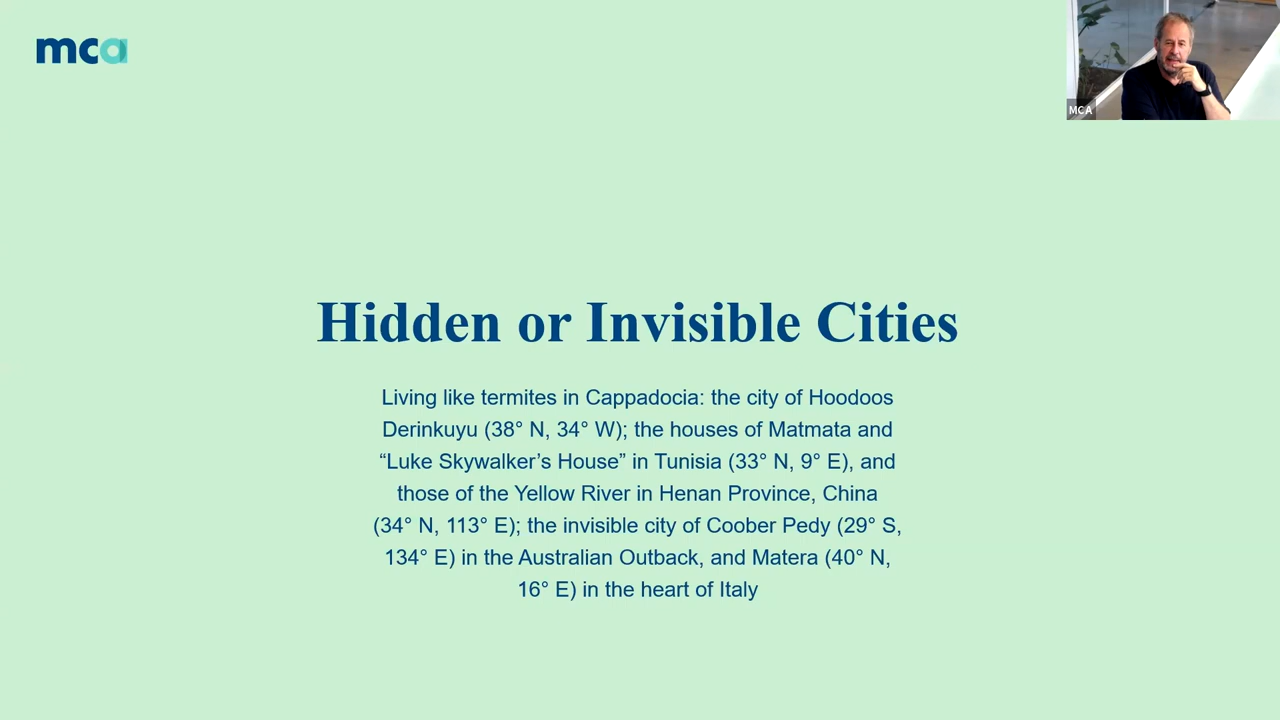 mca
MCA
Hidden or Invisible Cities
Living like termites in Cappadocia: the city of Hoodoos
Derinkuyu (38° N, 34° W); the houses of Matmata and
“Luke Skywalker’s House” in Tunisia (33° N, 9° E), and
those of the Yellow River in Henan Province, China
(34° N, 113° E); the invisible city of Coober Pedy (29° S,
134° E) in the Australian Outback, and Matera (40° N,
16° E) in the heart of Italy